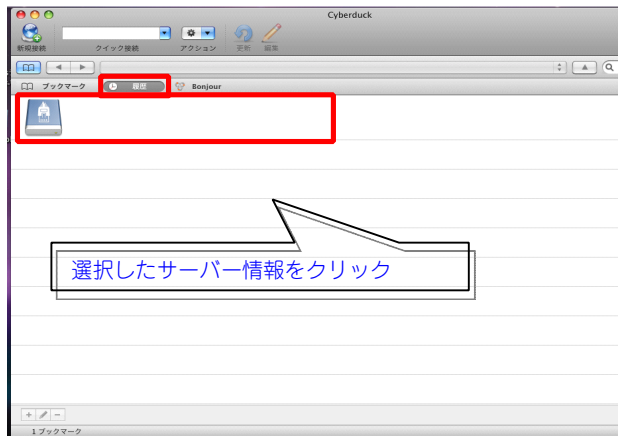 Cyberduck
新規接続 クイック接続 アクション 更新 編集
ブックマーク 履歴 Bonjour
選択したサーバー情報をクリック
1 ブックマーク